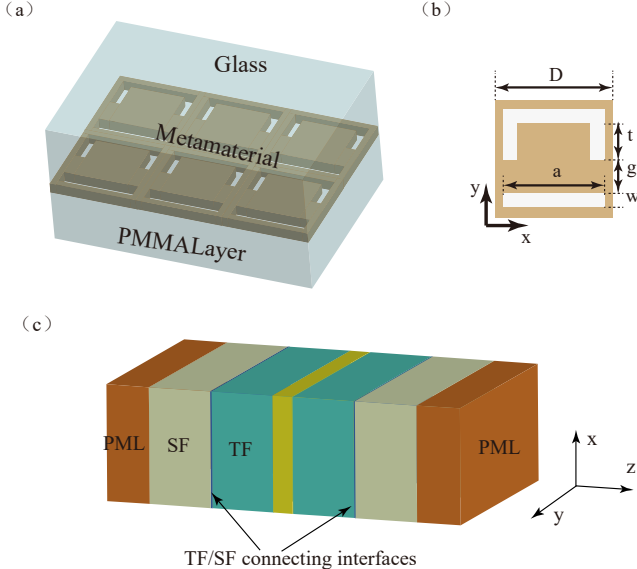 (a)
Glass
Metamaterial
PMMALayer
(b)
D
t
g
a
w
y
x
(c)
PML
SF
TF
PML
x
z
y
TF/SF connecting interfaces